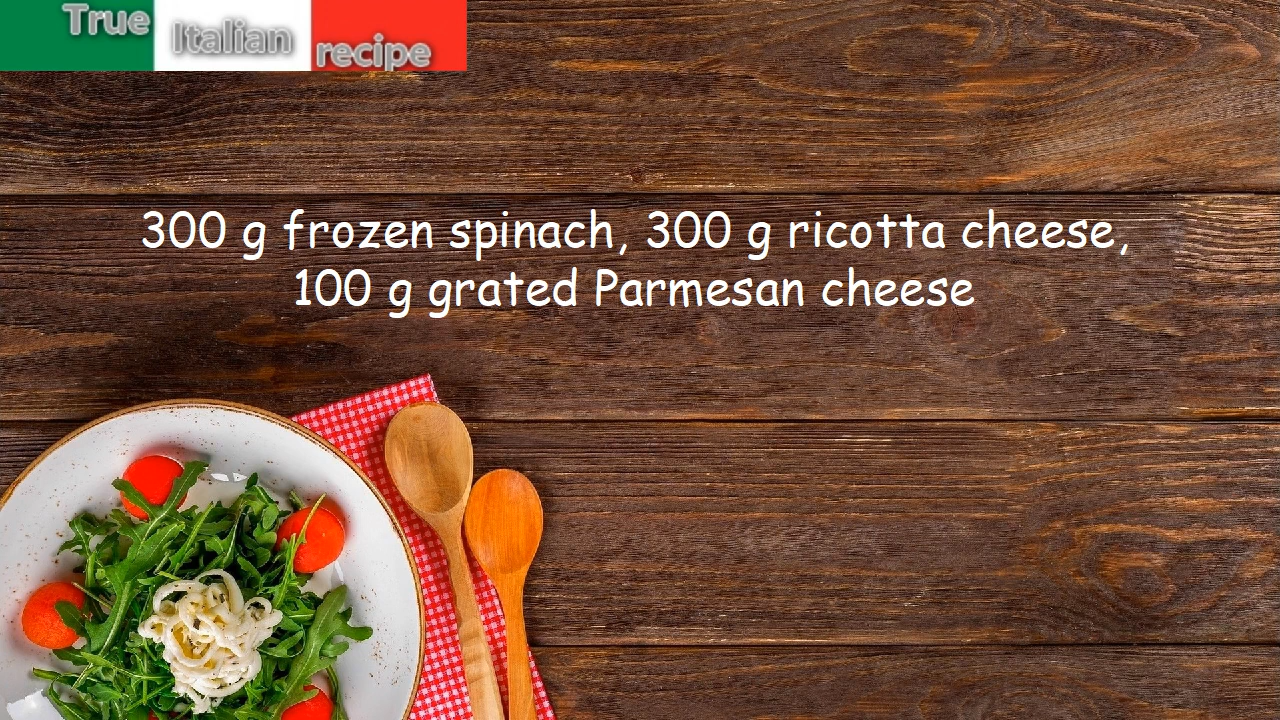 True Italian recipe
300 g frozen spinach, 300 g ricotta cheese,
100 g grated Parmesan cheese